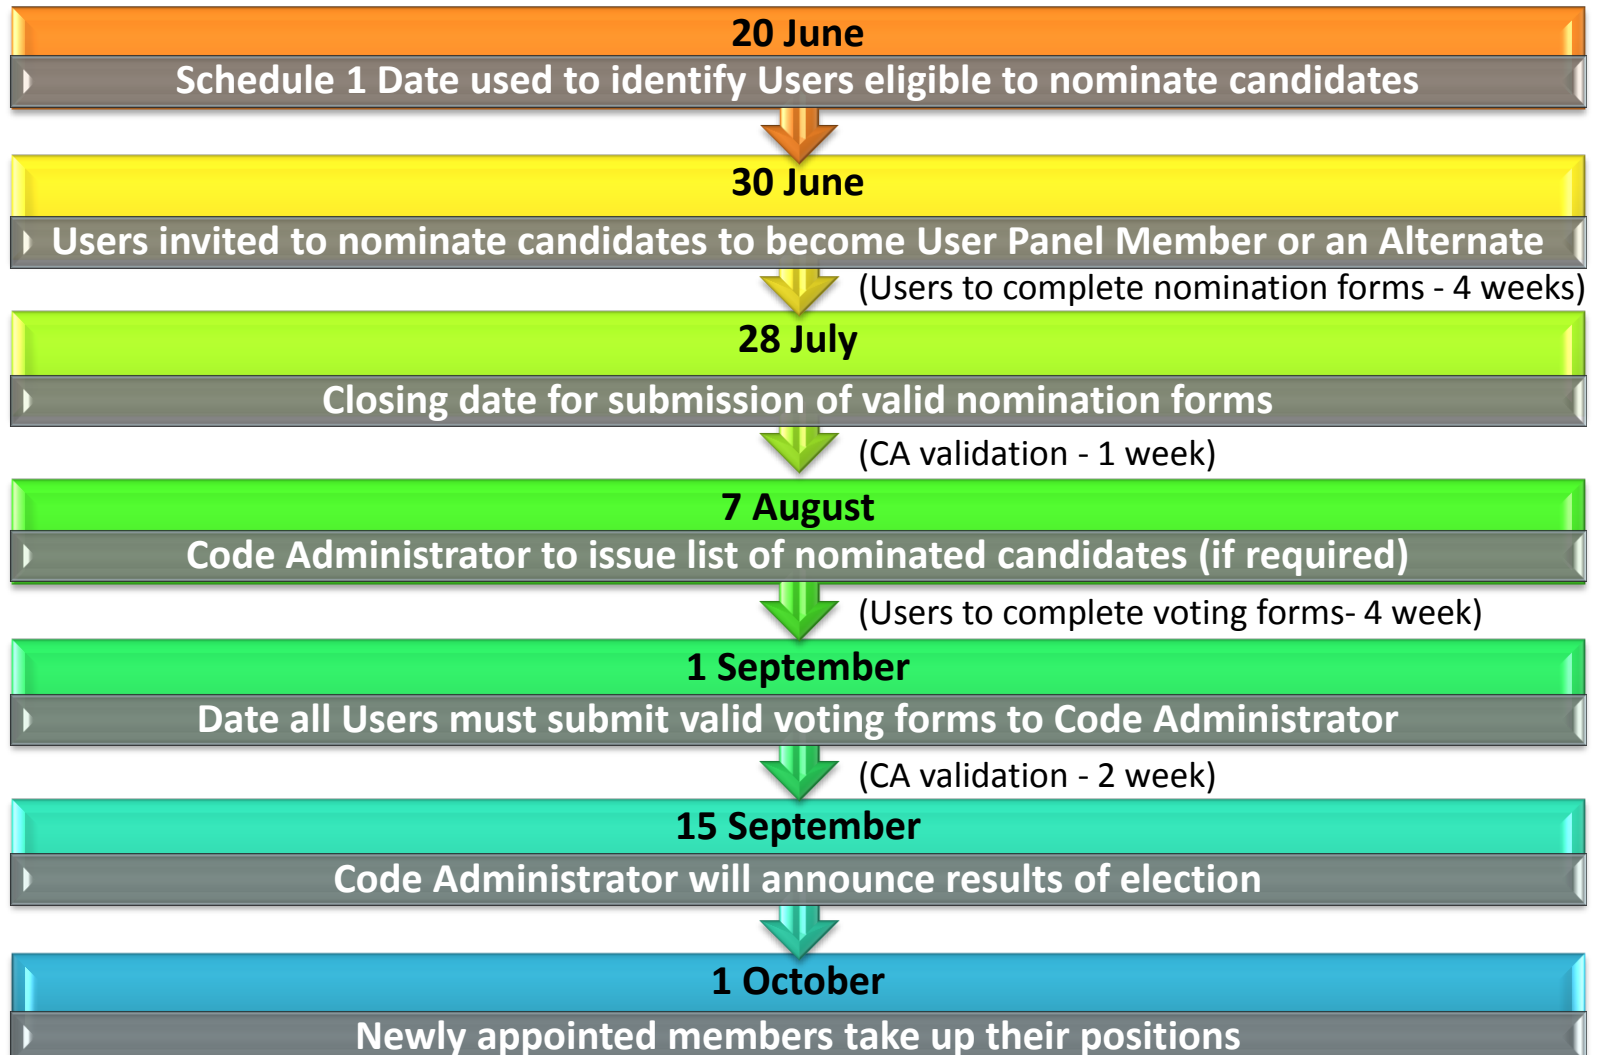 20 June
Schedule 1 Date used to identify Users eligible to nominate candidates
30 June
Users invited to nominate candidates to become User Panel Member or an Alternate
(Users to complete nomination forms - 4 weeks)
28 July
Closing date for submission of valid nomination forms
(CA validation - 1 week)
7 August
Code Administrator to issue list of nominated candidates (if required)
(Users to complete voting forms- 4 week)
1 September
Date all Users must submit valid voting forms to Code Administrator
(CA validation - 2 week)
15 September
Code Administrator will announce results of election
1 October
Newly appointed members take up their positions